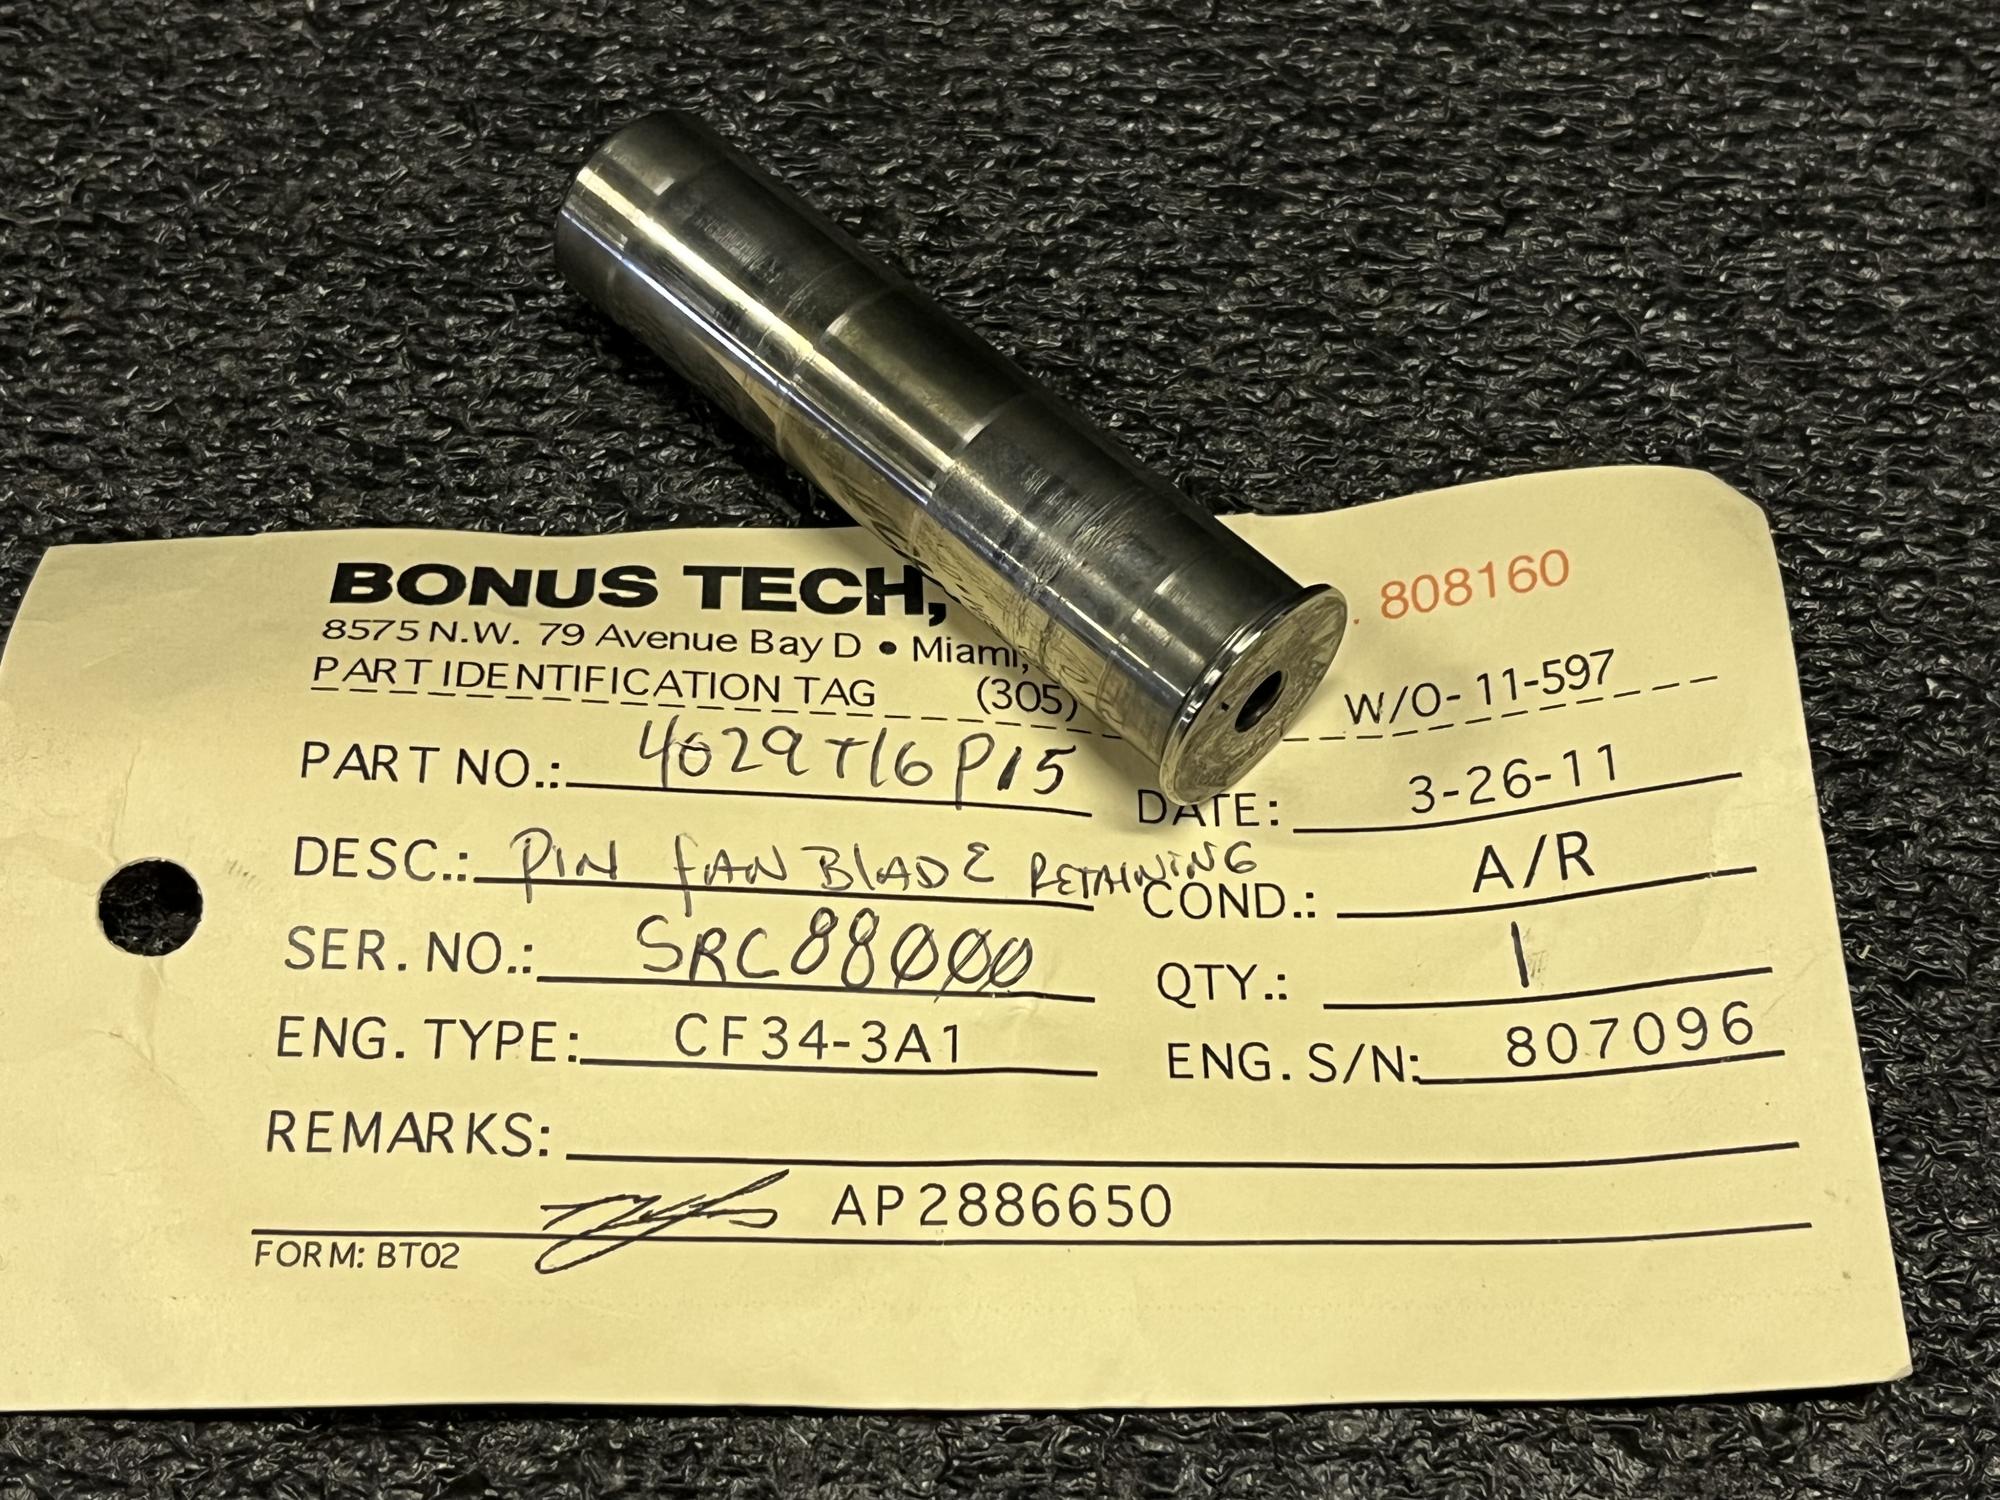 BONUS TECH,
. 808160
8575 N.W. 79 Avenue Bay D • Miami,
PART IDENTIFICATION TAG (305) W/O- 11-597
PART NO.: 4029T16P15 DATE: 3-26-11
DESC.: PIN FAN BLADE RETAINING COND.: A/R
SER. NO.: SRC88000 QTY.: 1
ENG. TYPE: CF34-3A1 ENG. S/N: 807096
REMARKS:
AP2886650
FORM: BT02